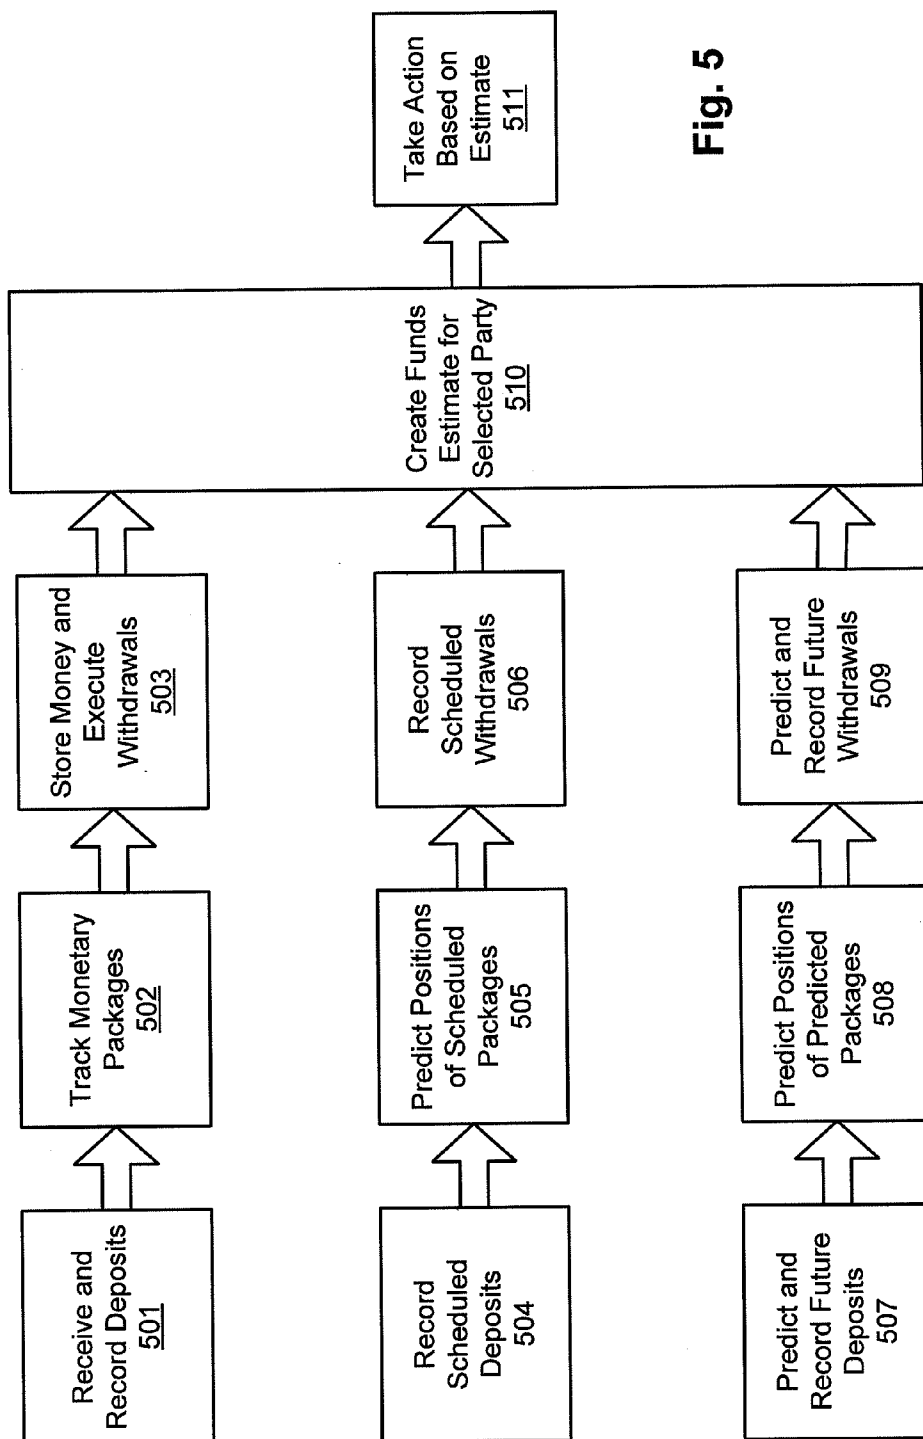 Receive and
Record Deposits
501
Track Monetary
Packages
502
Store Money and
Execute
Withdrawals
503
Record
Scheduled
Deposits
504
Predict Positions
of Scheduled
Packages
505
Record
Scheduled
Withdrawals
506
Predict and
Record Future
Deposits
507
Predict Positions
of Predicted
Packages
508
Predict and
Record Future
Withdrawals
509
Create Funds
Estimate for
Selected Party
510
Take Action
Based on
Estimate
511
Fig. 5